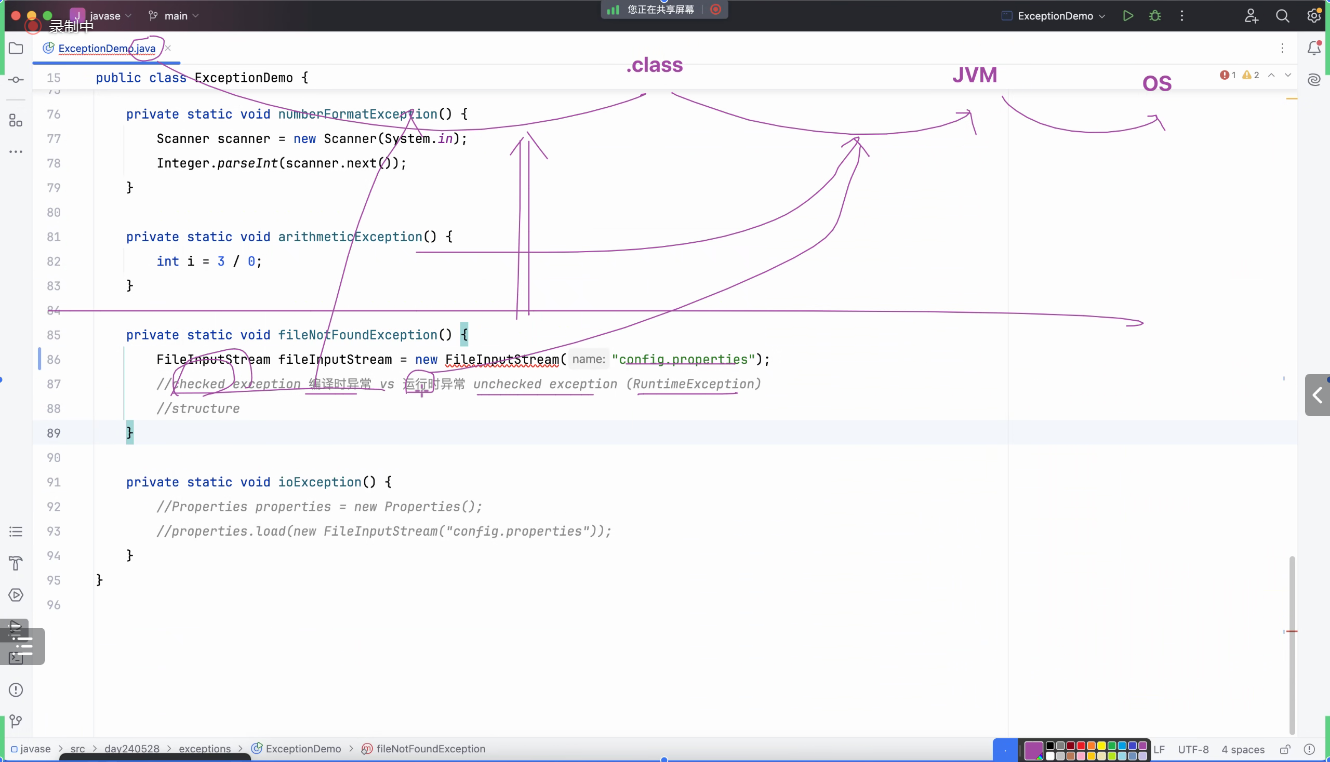 javase
main
您正在共享屏幕
ExceptionDemo
录制中
ExceptionDemo.java
.class
JVM
OS
15 public class ExceptionDemo {
1
2
76 private static void numberFormatException() {
77 Scanner scanner = new Scanner(System.in);
78 Integer.parseInt(scanner.next());
79 }
80
81 private static void arithmeticException() {
82 int i = 3 / 0;
83 }
84
85 private static void fileNotFoundException() {
86 FileInputStream fileInputStream = new FileInputStream( name: "config.properties");
87 //checked exception 编译时异常 vs 运行时异常 unchecked exception (RuntimeException)
88 //structure
89 }
90
91 private static void ioException() {
92 //Properties properties = new Properties();
93 //properties.load(new FileInputStream("config.properties"));
94 }
95 }
96
javase > src > day240528 > exceptions > ExceptionDemo > fileNotFoundException
LF UTF-8 4 spaces